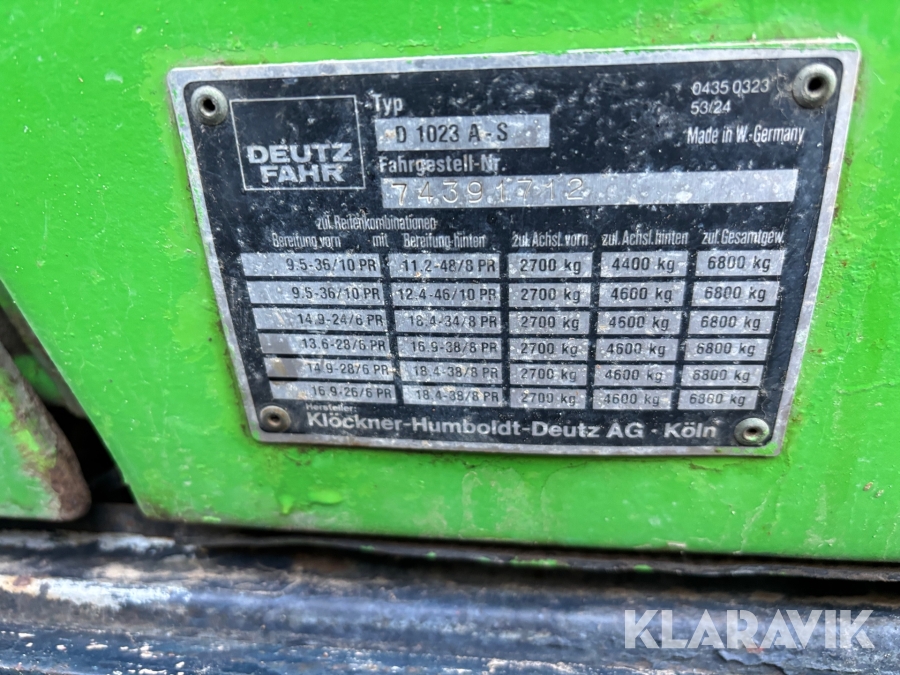 DEUTZ
FAHR
Typ
D 1023 A-S
0435 0323
53/24
Made in W.-Germany
Fahrgestell-Nr.
74391712
zul. Reifenkombinationen
Bereifung vorn mit Bereifung hinten zul. Achsl. vorn zul. Achsl. hinten zul. Gesamtgew.
9.5-36/10 PR 11.2-48/8 PR 2700 kg 4400 kg 6800 kg
9.5-36/10 PR 12.4-46/10 PR 2700 kg 4600 kg 6800 kg
14.9-24/6 PR 18.4-34/8 PR 2700 kg 4600 kg 6800 kg
13.6-28/6 PR 16.9-38/8 PR 2700 kg 4600 kg 6800 kg
14.9-28/6 PR 18.4-38/8 PR 2700 kg 4600 kg 6800 kg
16.9-26/6 PR 18.4-38/8 PR 2700 kg 4600 kg 6800 kg
Hersteller:
Klöckner-Humboldt-Deutz AG · Köln
KLARAVIK